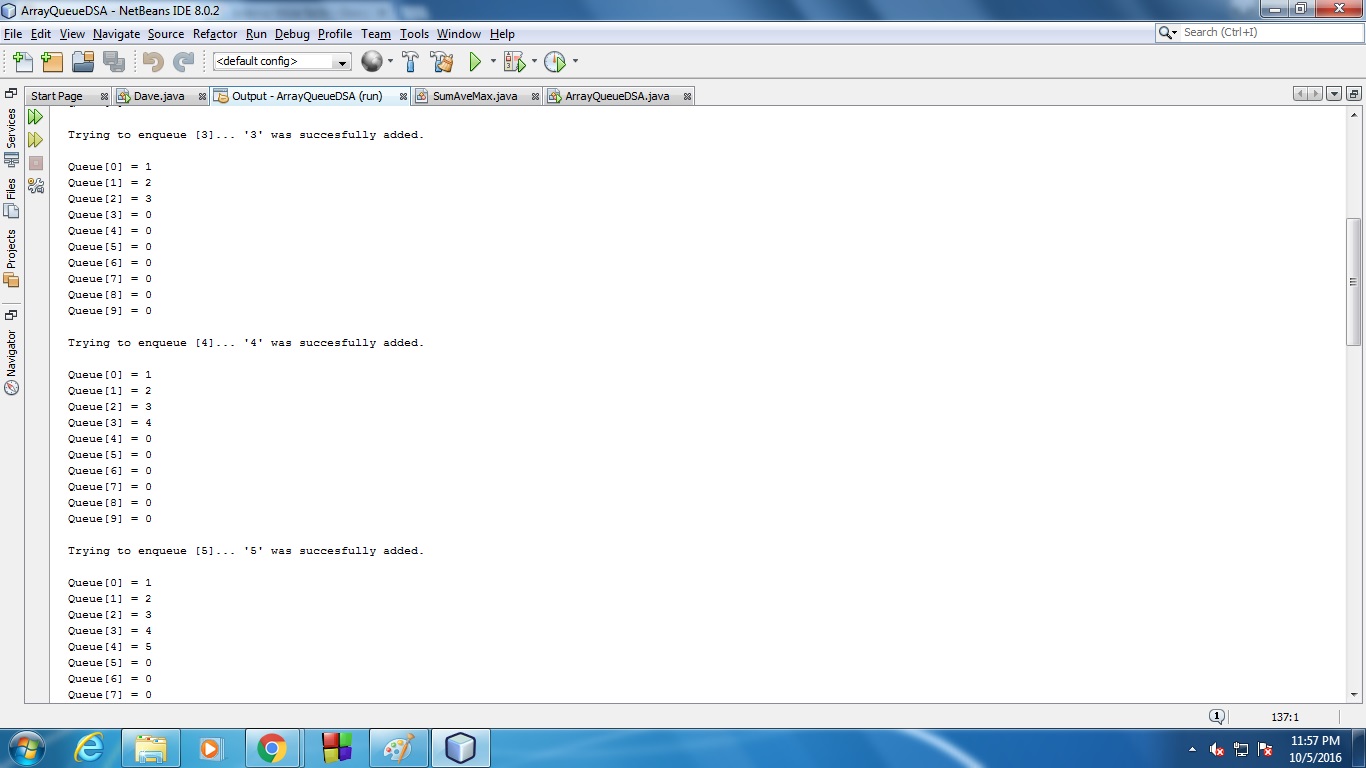 ArrayQueueDSA - NetBeans IDE 8.0.2
File Edit View Navigate Source Refactor Run Debug Profile Team Tools Window Help
Search (Ctrl+I)
<default config>
Start Page
Dave.java
Output - ArrayQueueDSA (run)
SumAveMax.java
ArrayQueueDSA.java
Services
Files
Projects
Navigator
Trying to enqueue [3]... '3' was succesfully added.
Queue[0] = 1
Queue[1] = 2
Queue[2] = 3
Queue[3] = 0
Queue[4] = 0
Queue[5] = 0
Queue[6] = 0
Queue[7] = 0
Queue[8] = 0
Queue[9] = 0
Trying to enqueue [4]... '4' was succesfully added.
Queue[0] = 1
Queue[1] = 2
Queue[2] = 3
Queue[3] = 4
Queue[4] = 0
Queue[5] = 0
Queue[6] = 0
Queue[7] = 0
Queue[8] = 0
Queue[9] = 0
Trying to enqueue [5]... '5' was succesfully added.
Queue[0] = 1
Queue[1] = 2
Queue[2] = 3
Queue[3] = 4
Queue[4] = 5
Queue[5] = 0
Queue[6] = 0
Queue[7] = 0
1
137:1
11:57 PM
10/5/2016